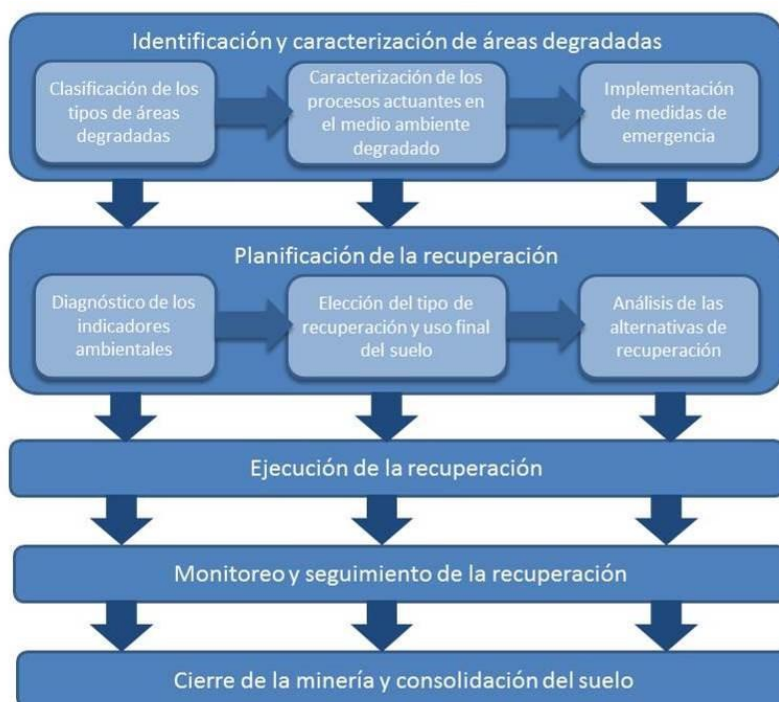 Identificación y caracterización de áreas degradadas
Clasificación de los
tipos de áreas
degradadas
Caracterización de los
procesos actuantes en
el medio ambiente
degradado
Implementación
de medidas de
emergencia
Planificación de la recuperación
Diagnóstico de los
indicadores
ambientales
Elección del tipo de
recuperación y uso final
del suelo
Análisis de las
alternativas de
recuperación
Ejecución de la recuperación
Monitoreo y seguimiento de la recuperación
Cierre de la minería y consolidación del suelo